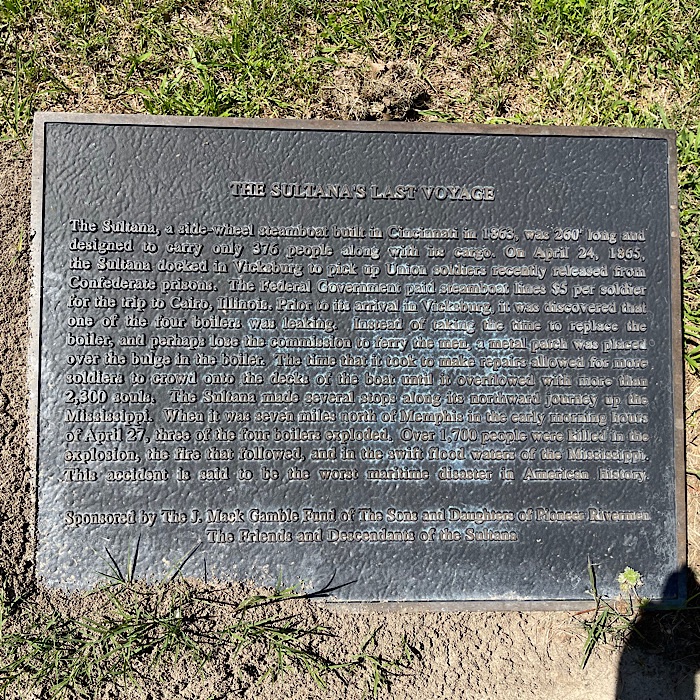 THE SULTANA'S LAST VOYAGE
The Sultana, a side-wheel steamboat built in Cincinnati in 1863, was 260' long and
designed to carry only 376 people along with its cargo. On April 24, 1865,
the Sultana docked in Vicksburg to pick up Union soldiers recently released from
Confederate prisons. The Federal Government paid steamboat lines $5 per soldier
for the trip to Cairo, Illinois. Prior to its arrival in Vicksburg, it was discovered that
one of the four boilers was leaking. Instead of taking the time to replace the
boiler, and perhaps lose the commission to ferry the men, a metal patch was placed
over the bulge in the boiler. The time that it took to make repairs allowed for more
soldiers to crowd onto the decks of the boat until it overflowed with more than
2,300 souls. The Sultana made several stops along its northward journey up the
Mississippi. When it was seven miles north of Memphis in the early morning hours
of April 27, three of the four boilers exploded. Over 1,700 people were killed in the
explosion, the fire that followed, and in the swift flood waters of the Mississippi.
This accident is said to be the worst maritime disaster in American history.
Sponsored by The J. Mack Gamble Fund of The Sons and Daughters of Pioneer Rivermen
The Friends and Descendants of the Sultana